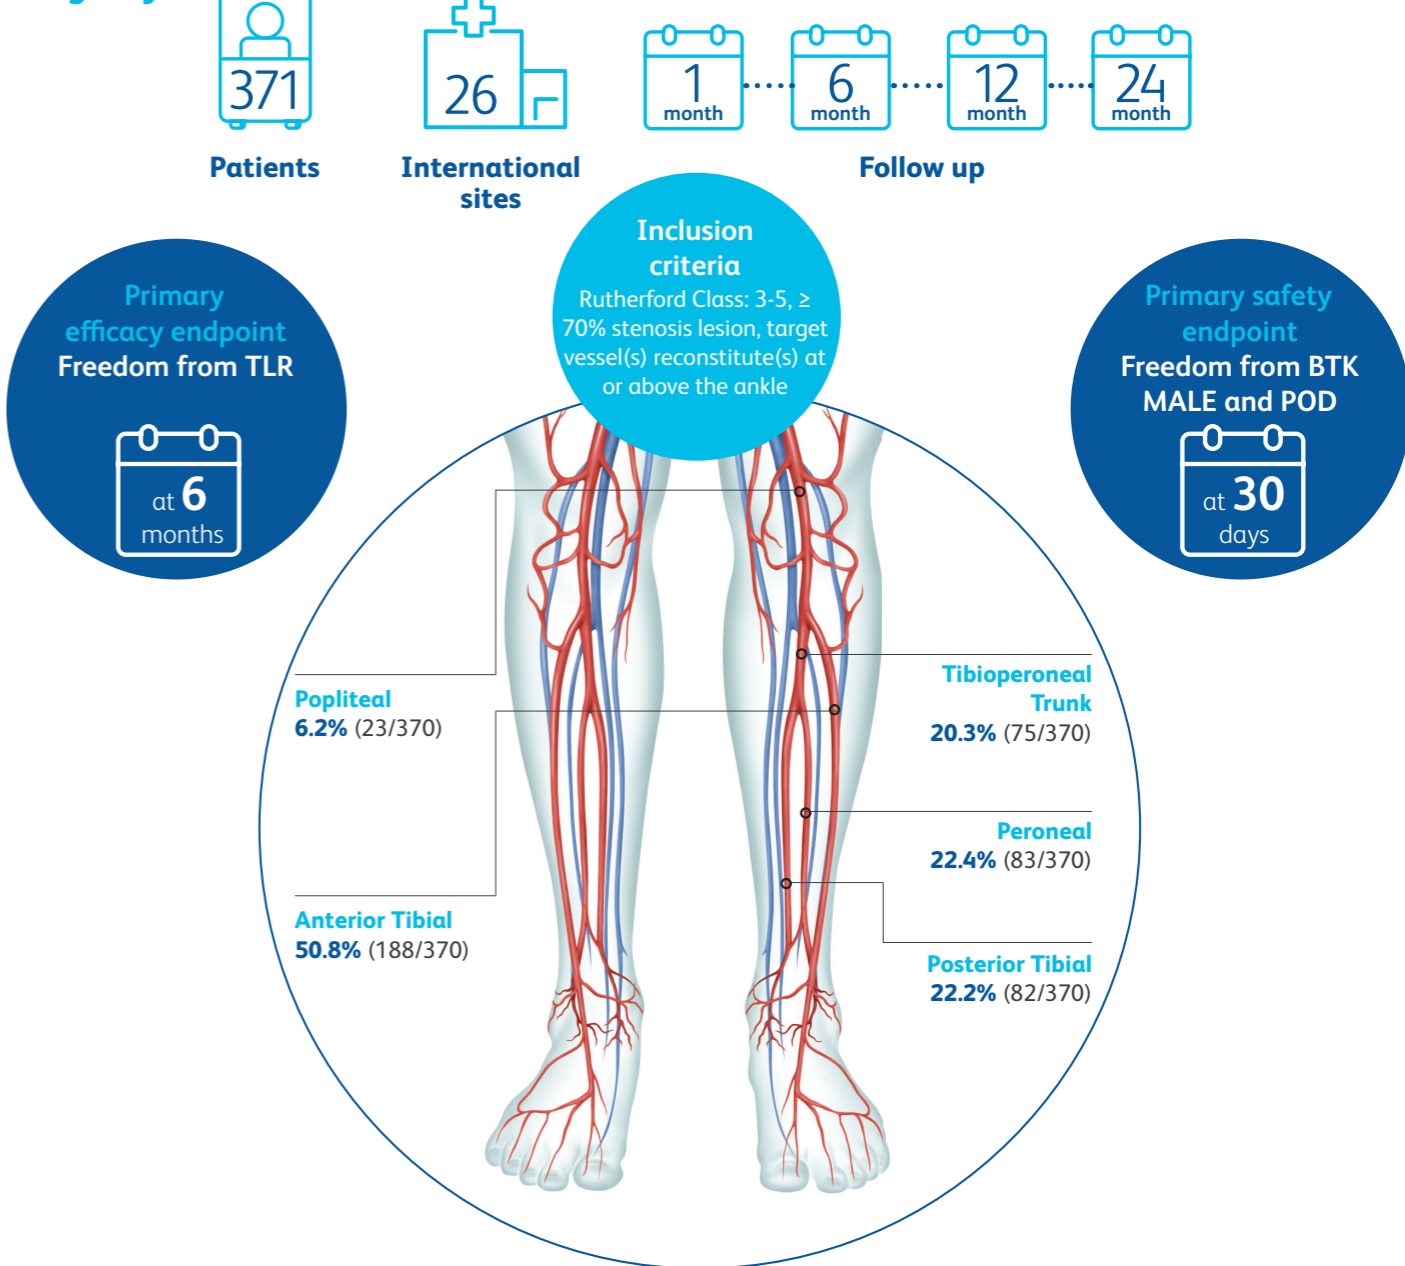 371
Patients
26
International
sites
1
month
6
month
12
month
24
month
Follow up
Primary
efficacy endpoint
Freedom from TLR
at 6
months
Inclusion
criteria
Rutherford Class: 3-5, ≥
70% stenosis lesion, target
vessel(s) reconstitute(s) at
or above the ankle
Primary safety
endpoint
Freedom from BTK
MALE and POD
at 30
days
Popliteal
6.2% (23/370)
Anterior Tibial
50.8% (188/370)
Tibioperoneal
Trunk
20.3% (75/370)
Peroneal
22.4% (83/370)
Posterior Tibial
22.2% (82/370)